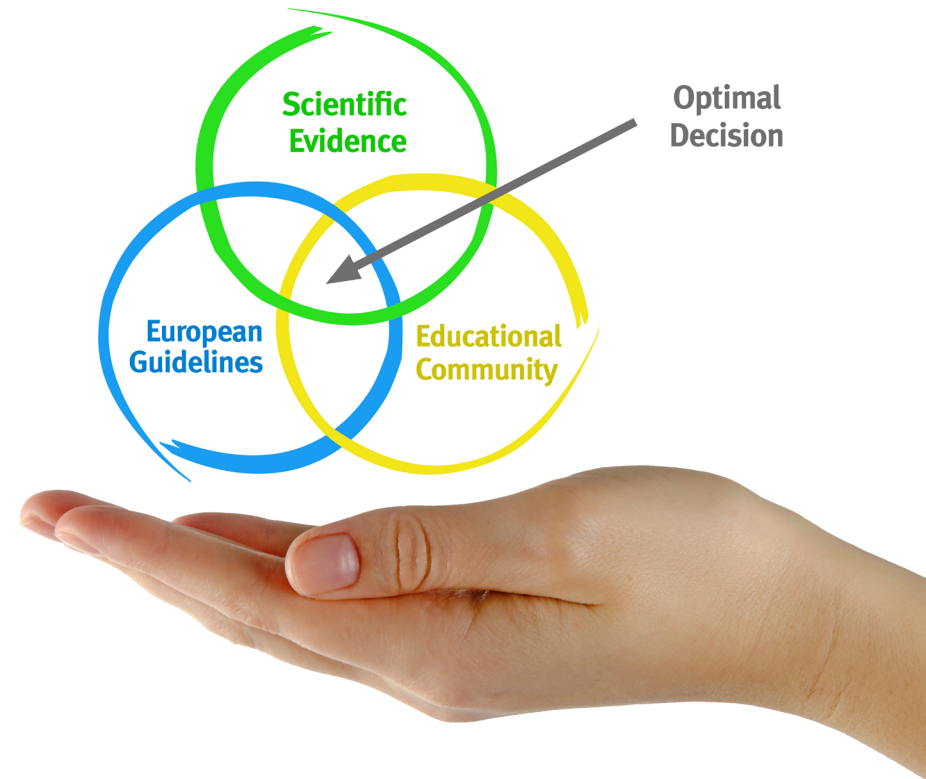 Scientific
Evidence
Optimal
Decision
European
Guidelines
Educational
Community